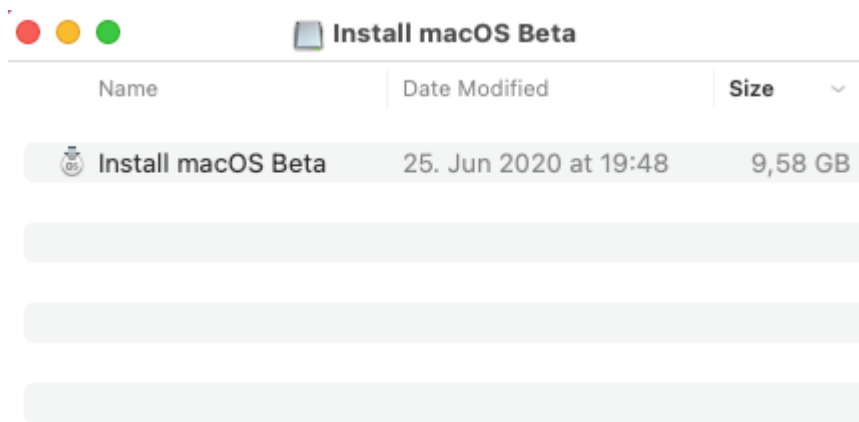 Install macOS Beta
Name Date Modified Size
Install macOS Beta 25. Jun 2020 at 19:48 9,58 GB